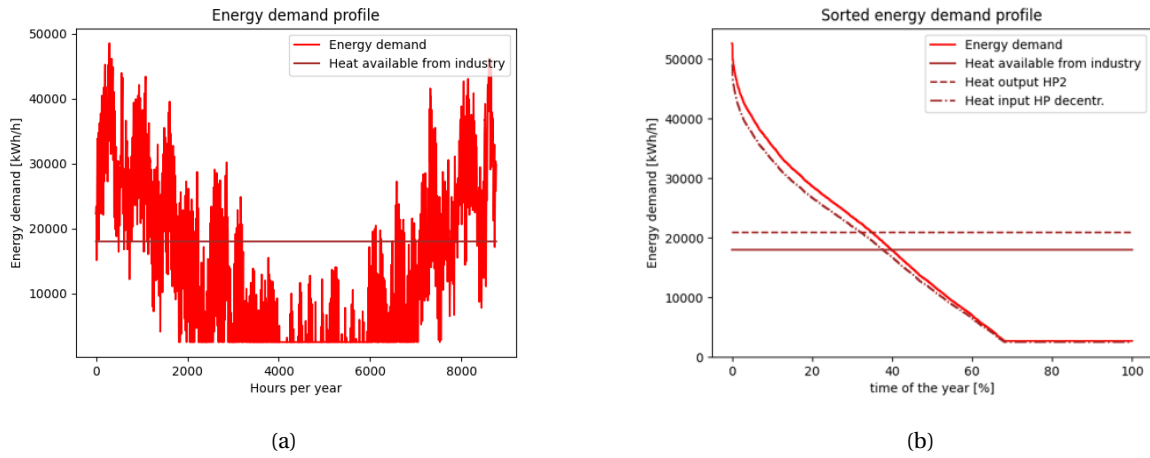 Energy demand profile
50000
40000
30000
20000
10000
Energy demand [kWh/h]
Energy demand
Heat available from industry
0
2000
4000
6000
8000
Hours per year
(a)
Sorted energy demand profile
50000
40000
30000
20000
10000
0
Energy demand [kWh/h]
Energy demand
Heat available from industry
Heat output HP2
Heat input HP decentr.
0
20
40
60
80
100
time of the year [%]
(b)